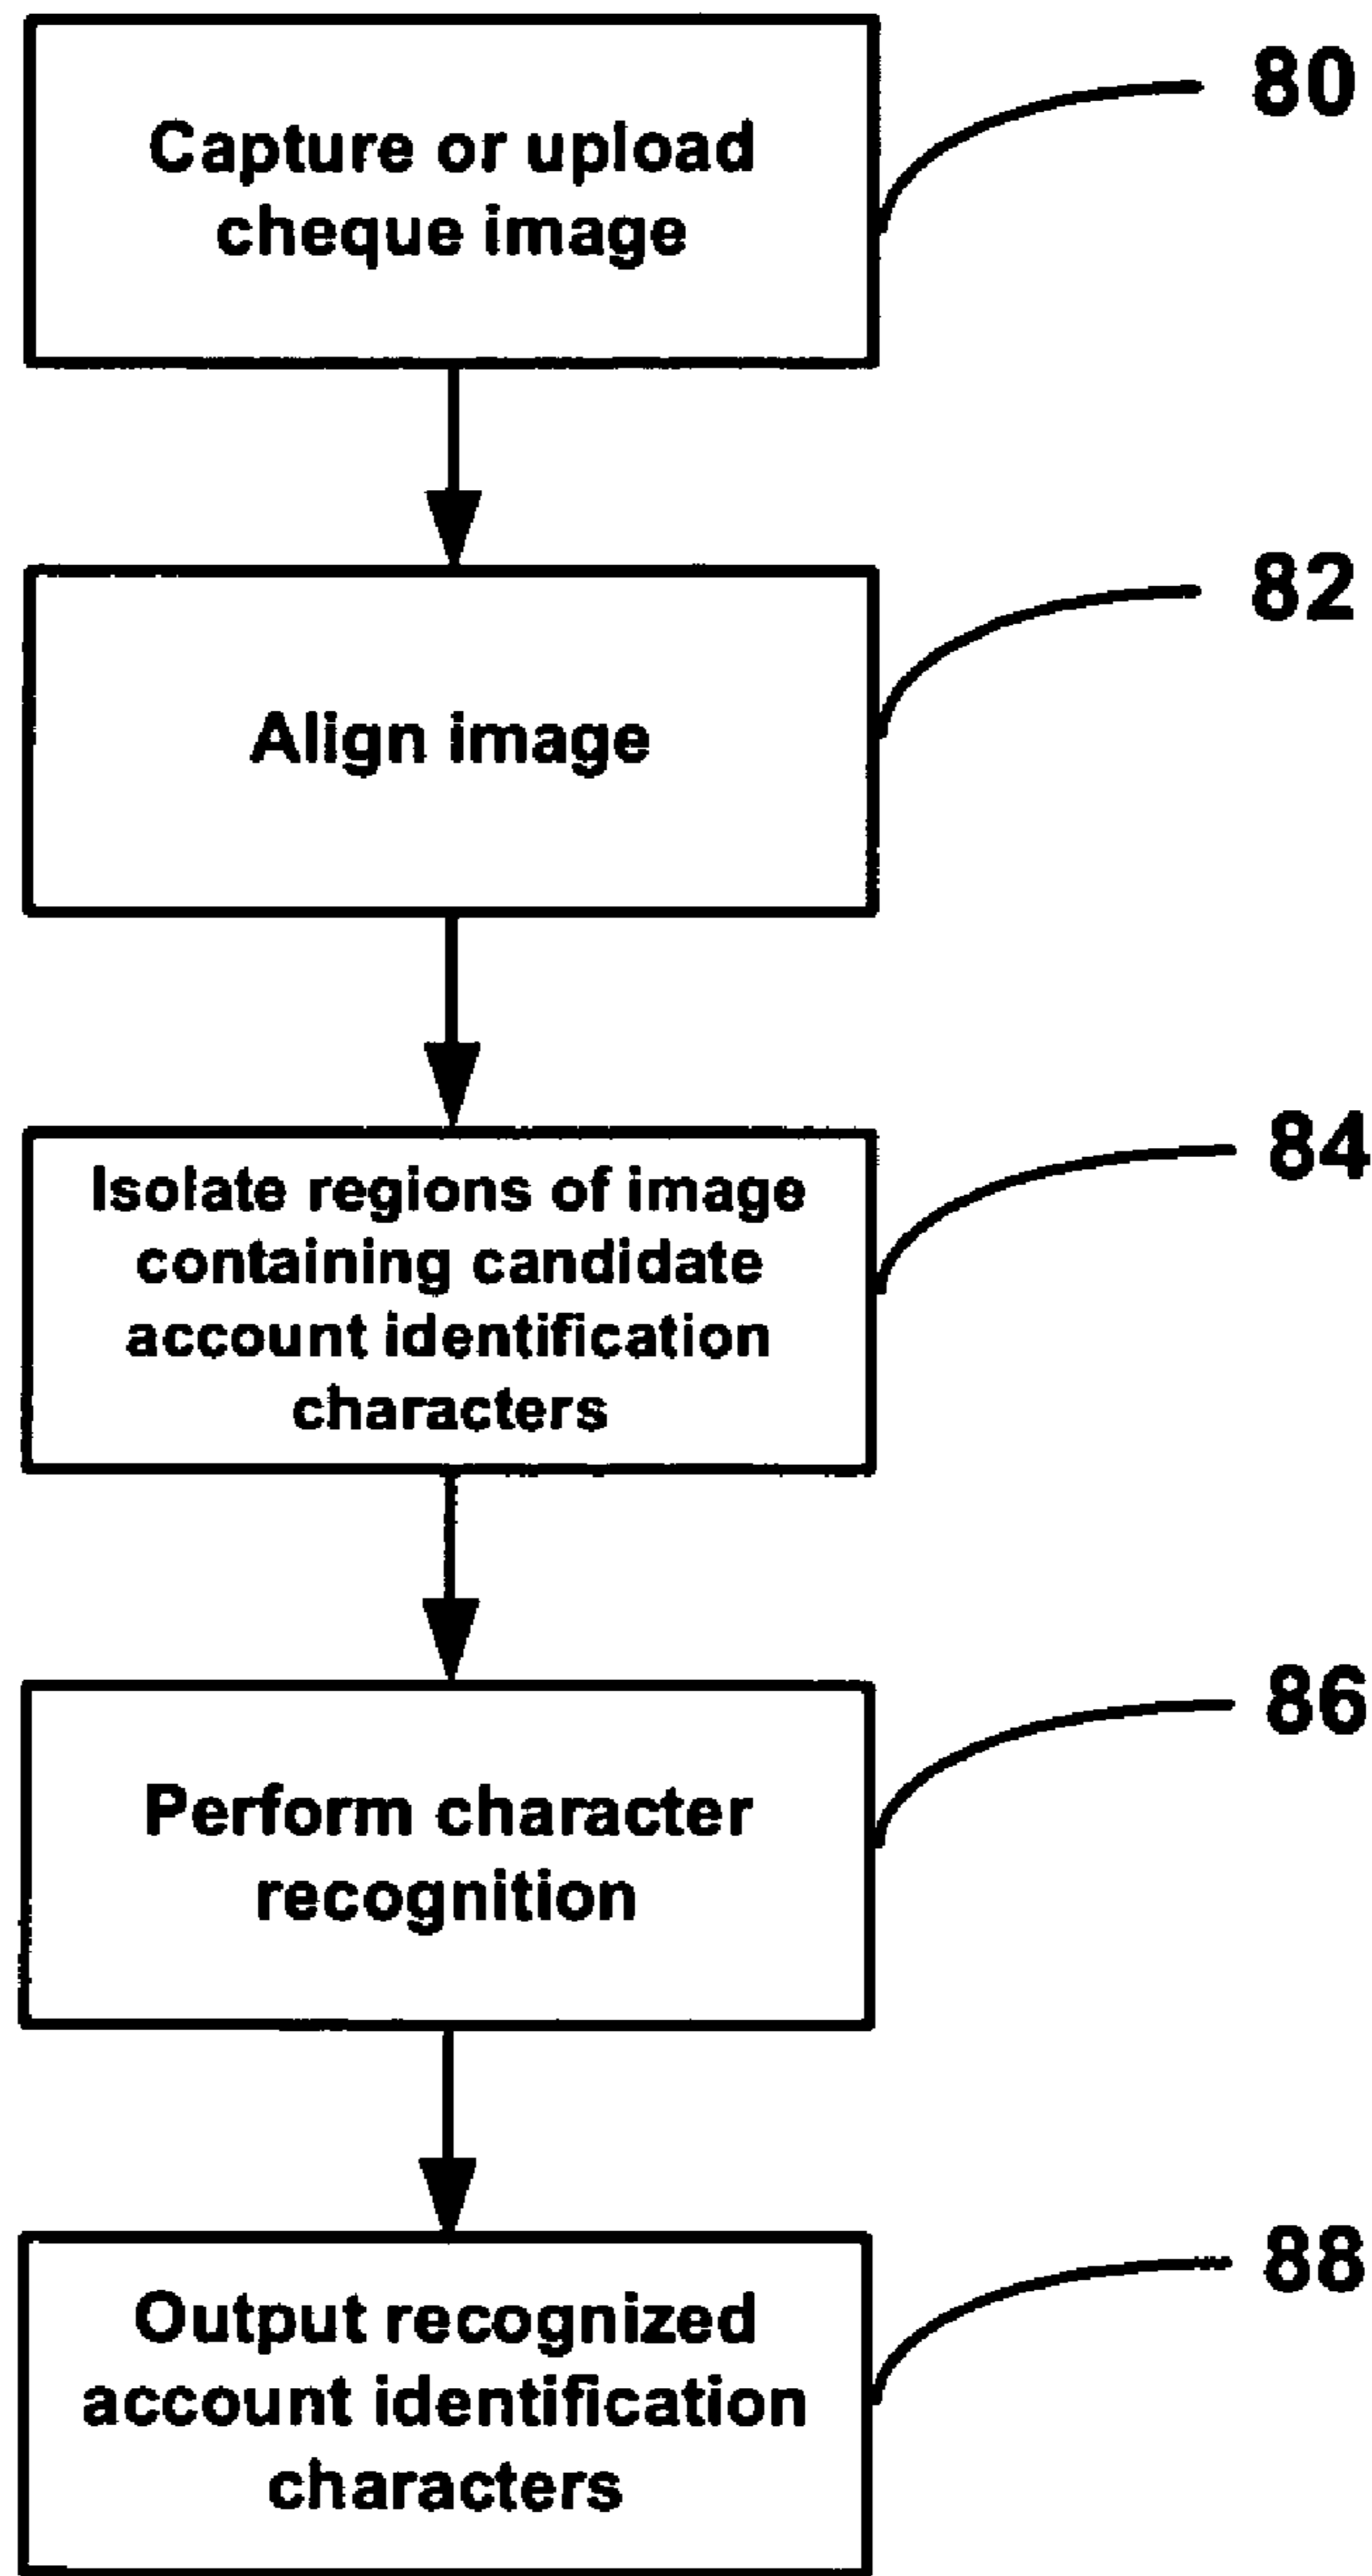 Capture or upload
cheque image
80
Align image
82
Isolate regions of image
containing candidate
account identification
characters
84
Perform character
recognition
86
Output recognized
account identification
characters
88